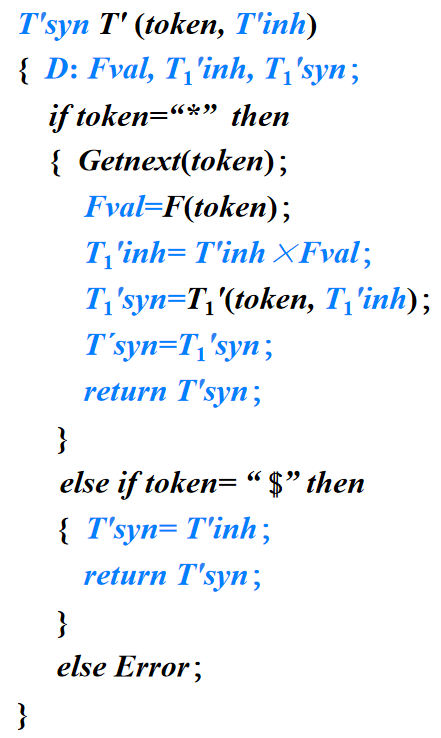 T'syn T' (token, T'inh)
{ D: Fval, T₁'inh, T₁'syn;
if token=“*” then
{ Getnext(token);
Fval=F(token);
T₁'inh= T'inh ×Fval;
T₁'syn=T₁'(token, T₁'inh);
T´syn=T₁'syn;
return T'syn;
}
else if token= “ $” then
{ T'syn= T'inh;
return T'syn;
}
else Error;
}